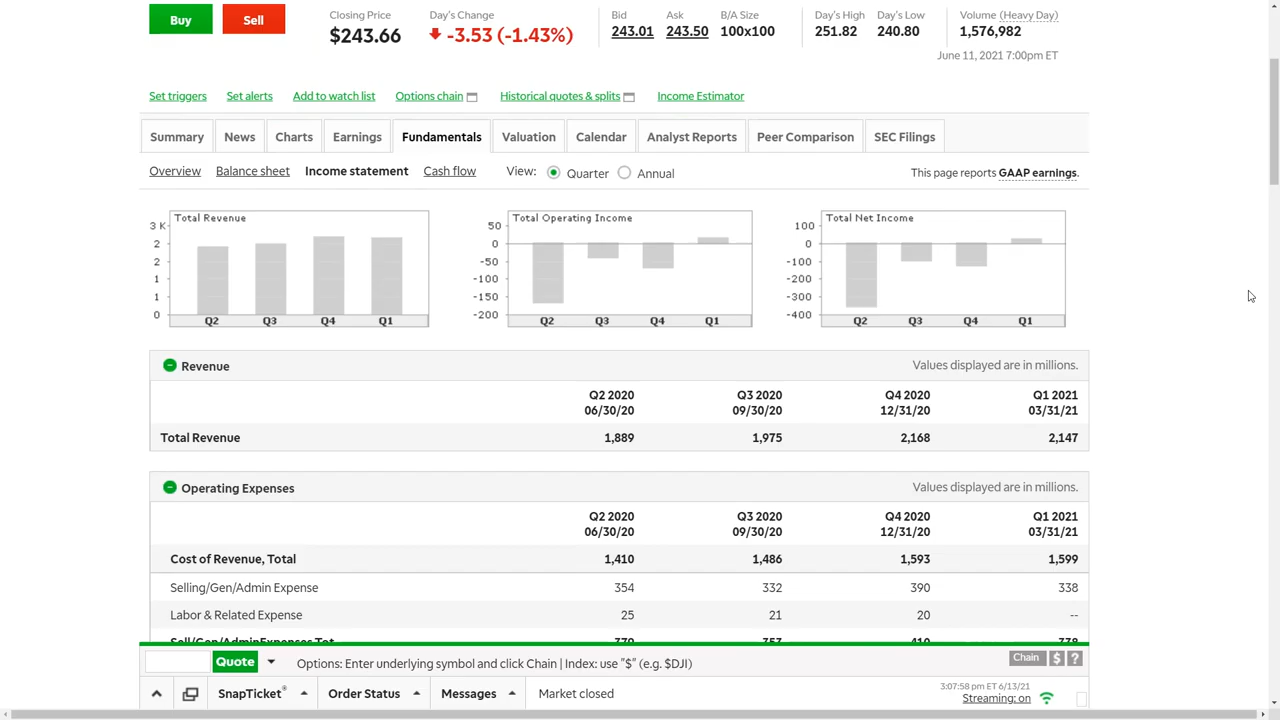 Buy Sell Closing Price Day's Change Bid Ask B/A Size Day's High Day's Low Volume (Heavy Day)
$243.66 -3.53 (-1.43%) 243.01 243.50 100x100 251.82 240.80 1,576,982
June 11, 2021 7:00pm ET
Set triggers Set alerts Add to watch list Options chain Historical quotes & splits Income Estimator
Summary News Charts Earnings Fundamentals Valuation Calendar Analyst Reports Peer Comparison SEC Filings
Overview Balance sheet Income statement Cash flow View: Quarter Annual This page reports GAAP earnings.
Total Revenue
3 K
2
2
1
1
0
Q2 Q3 Q4 Q1
Total Operating Income
50
0
-50
-100
-150
-200
Q2 Q3 Q4 Q1
Total Net Income
100
0
-100
-200
-300
-400
Q2 Q3 Q4 Q1
Revenue Values displayed are in millions.
Q2 2020 Q3 2020 Q4 2020 Q1 2021
06/30/20 09/30/20 12/31/20 03/31/21
Total Revenue 1,889 1,975 2,168 2,147
Operating Expenses Values displayed are in millions.
Q2 2020 Q3 2020 Q4 2020 Q1 2021
06/30/20 09/30/20 12/31/20 03/31/21
Cost of Revenue, Total 1,410 1,486 1,593 1,599
Selling/Gen/Admin Expense 354 332 390 338
Labor & Related Expense 25 21 20 --
Sell/Gen/AdminExpenses Tot 379 353 410 338
Quote Options: Enter underlying symbol and click Chain | Index: use "$" (e.g. $DJI) Chain $ ?
SnapTicket® Order Status Messages Market closed
3:07:58 pm ET 6/13/21
Streaming: on